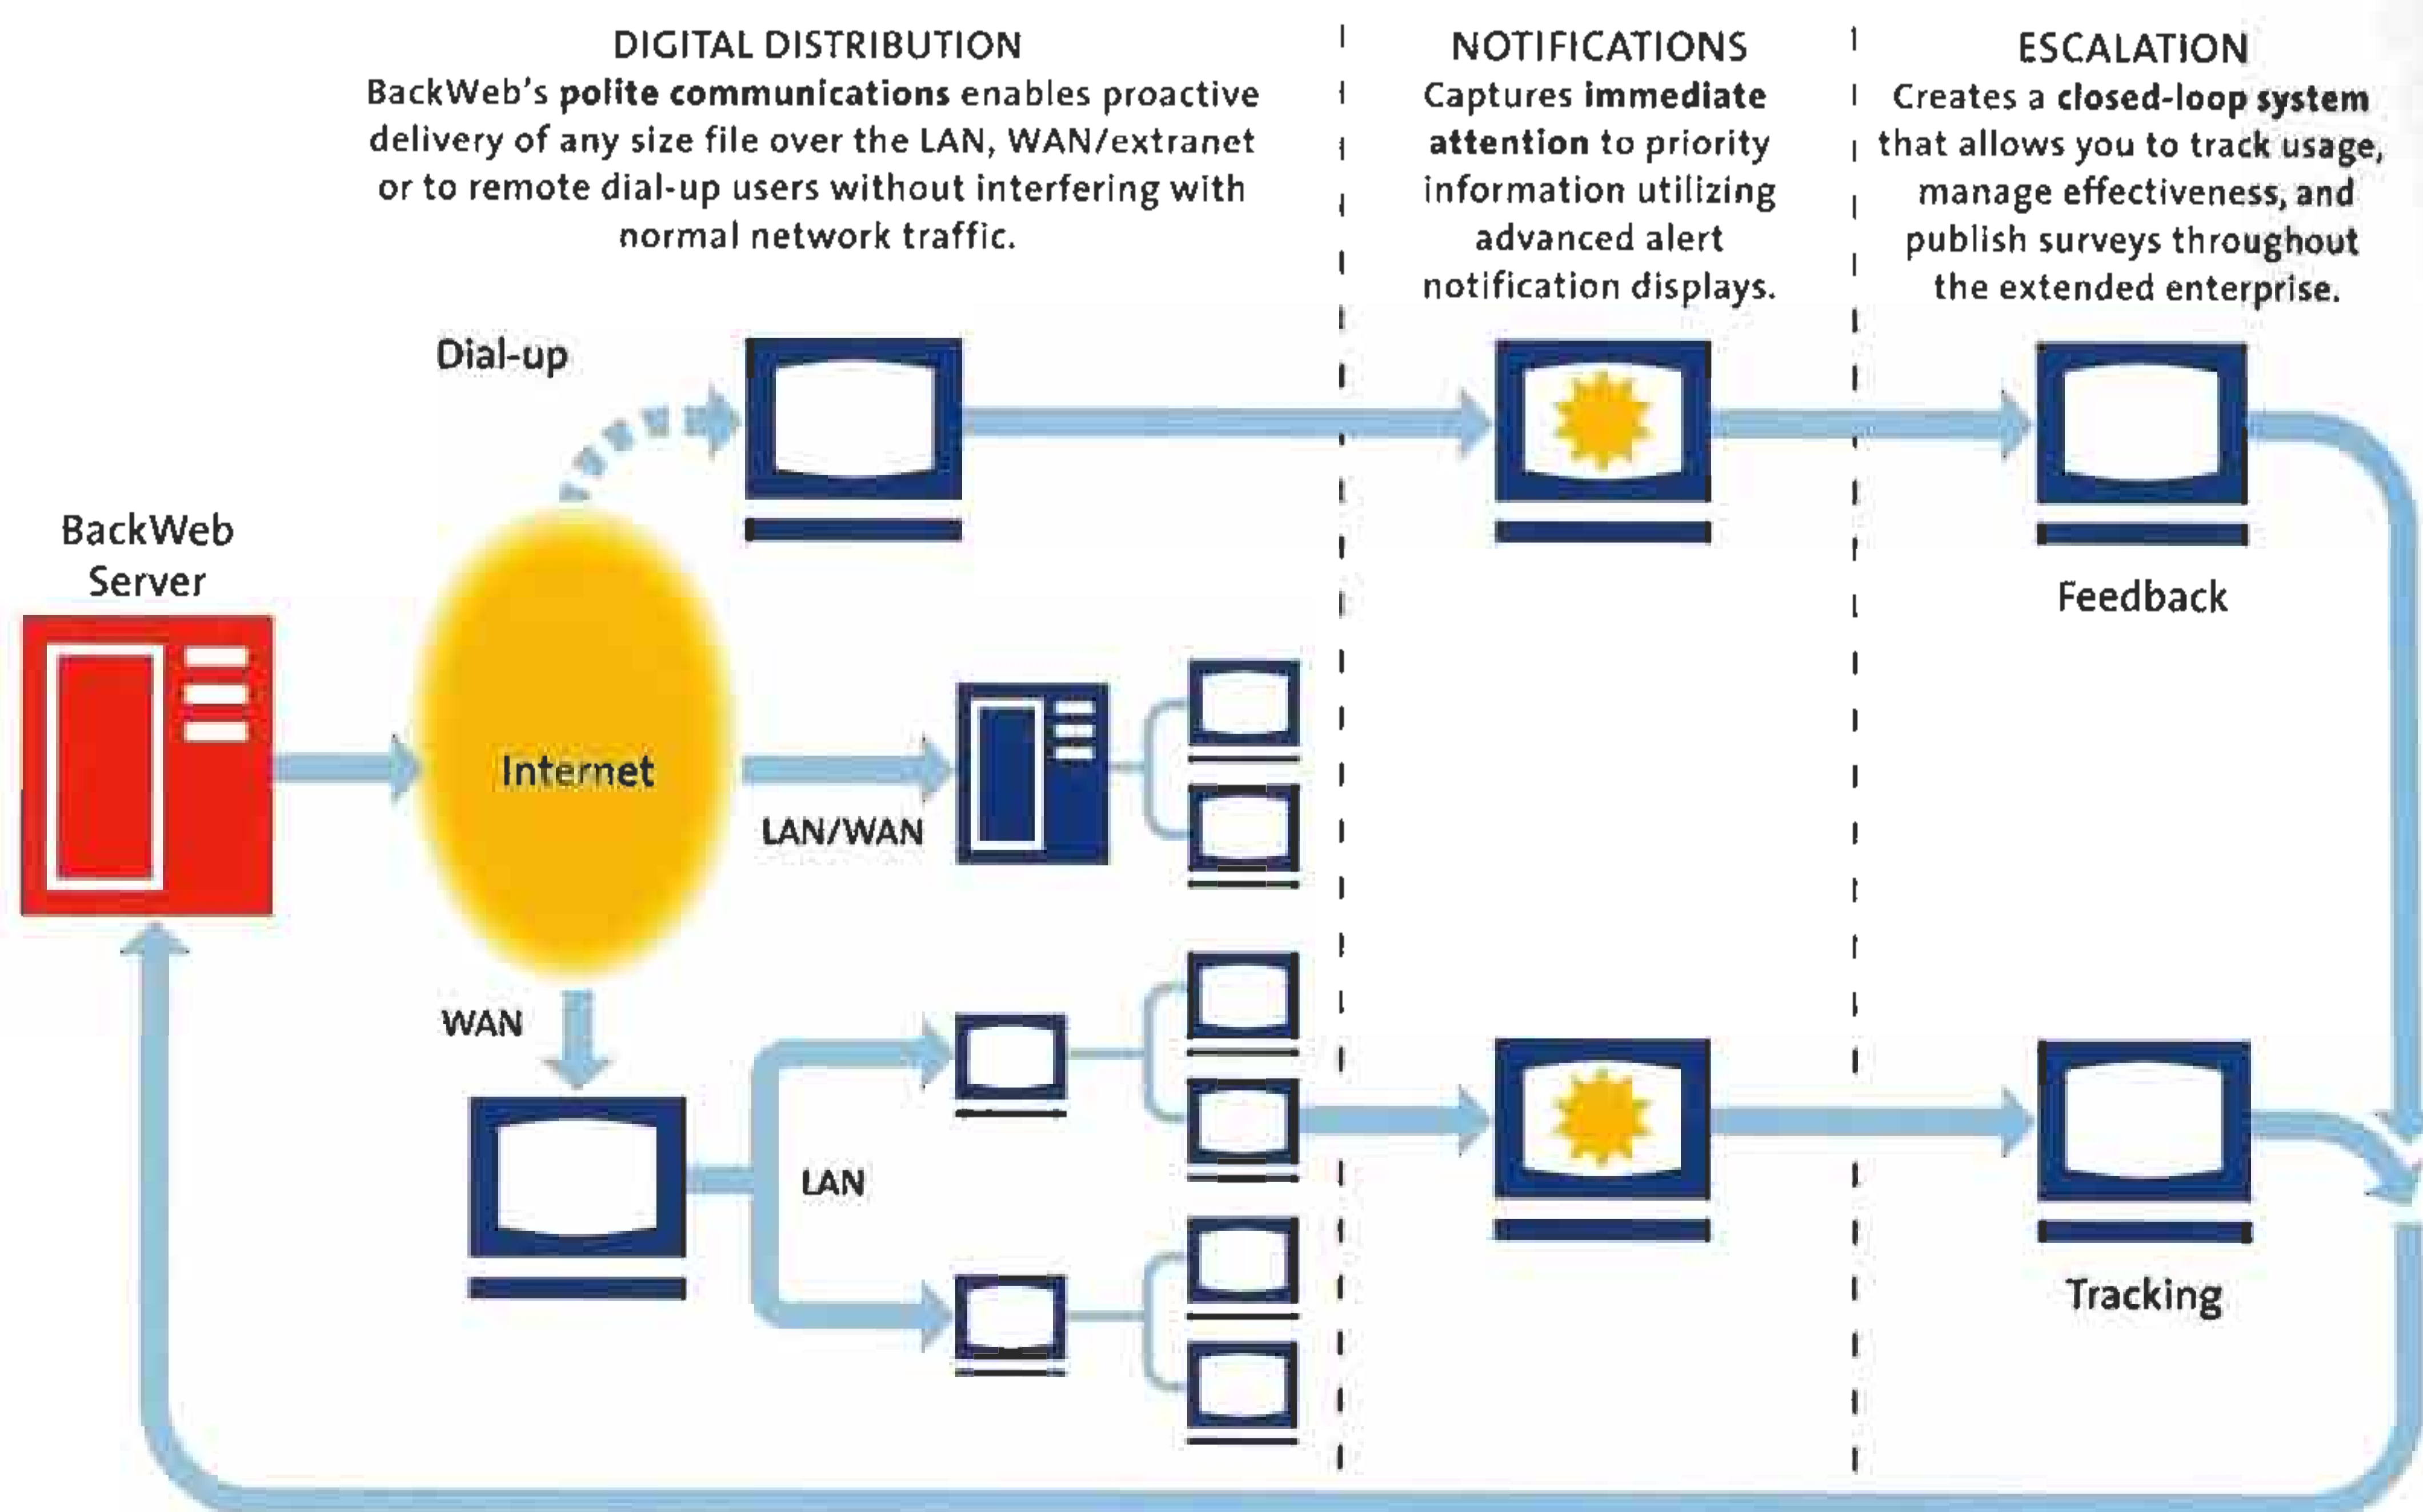 DIGITAL DISTRIBUTION
BackWeb's polite communications enables proactive
delivery of any size file over the LAN, WAN/extranet
or to remote dial-up users without interfering with
normal network traffic.
NOTIFICATIONS
Captures immediate
attention to priority
information utilizing
advanced alert
notification displays.
ESCALATION
Creates a closed-loop system
that allows you to track usage,
manage effectiveness, and
publish surveys throughout
the extended enterprise.
Dial-up
BackWeb
Server
Feedback
Internet
LAN/WAN
WAN
LAN
Tracking